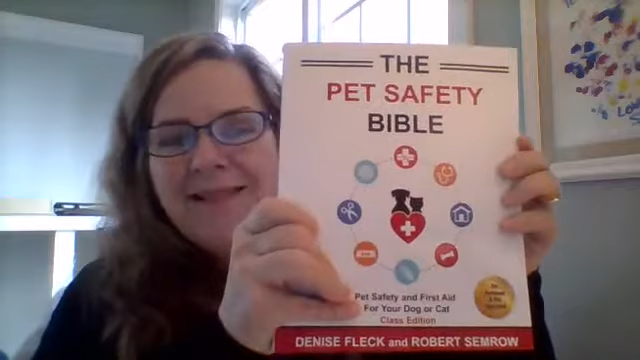 THE
PET SAFETY
BIBLE
Pet Safety and First Aid
For Your Dog or Cat
Class Edition
DENISE FLECK and ROBERT SEMROW